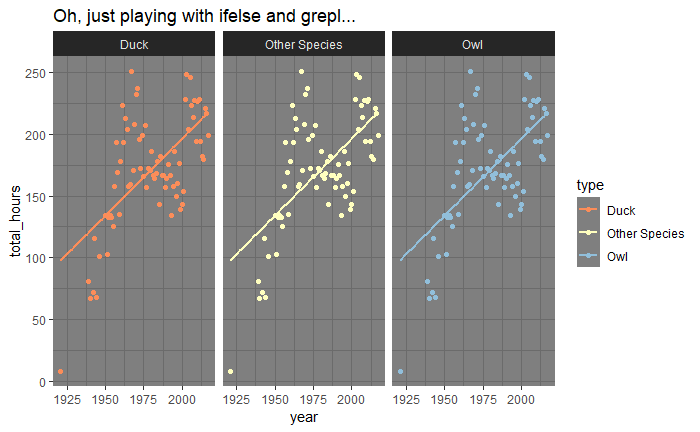 Oh, just playing with ifelse and grepl...
Duck Other Species Owl
250
200
150
100
50
0
total_hours
1925 1950 1975 2000 1925 1950 1975 2000 1925 1950 1975 2000
year
type
Duck
Other Species
Owl